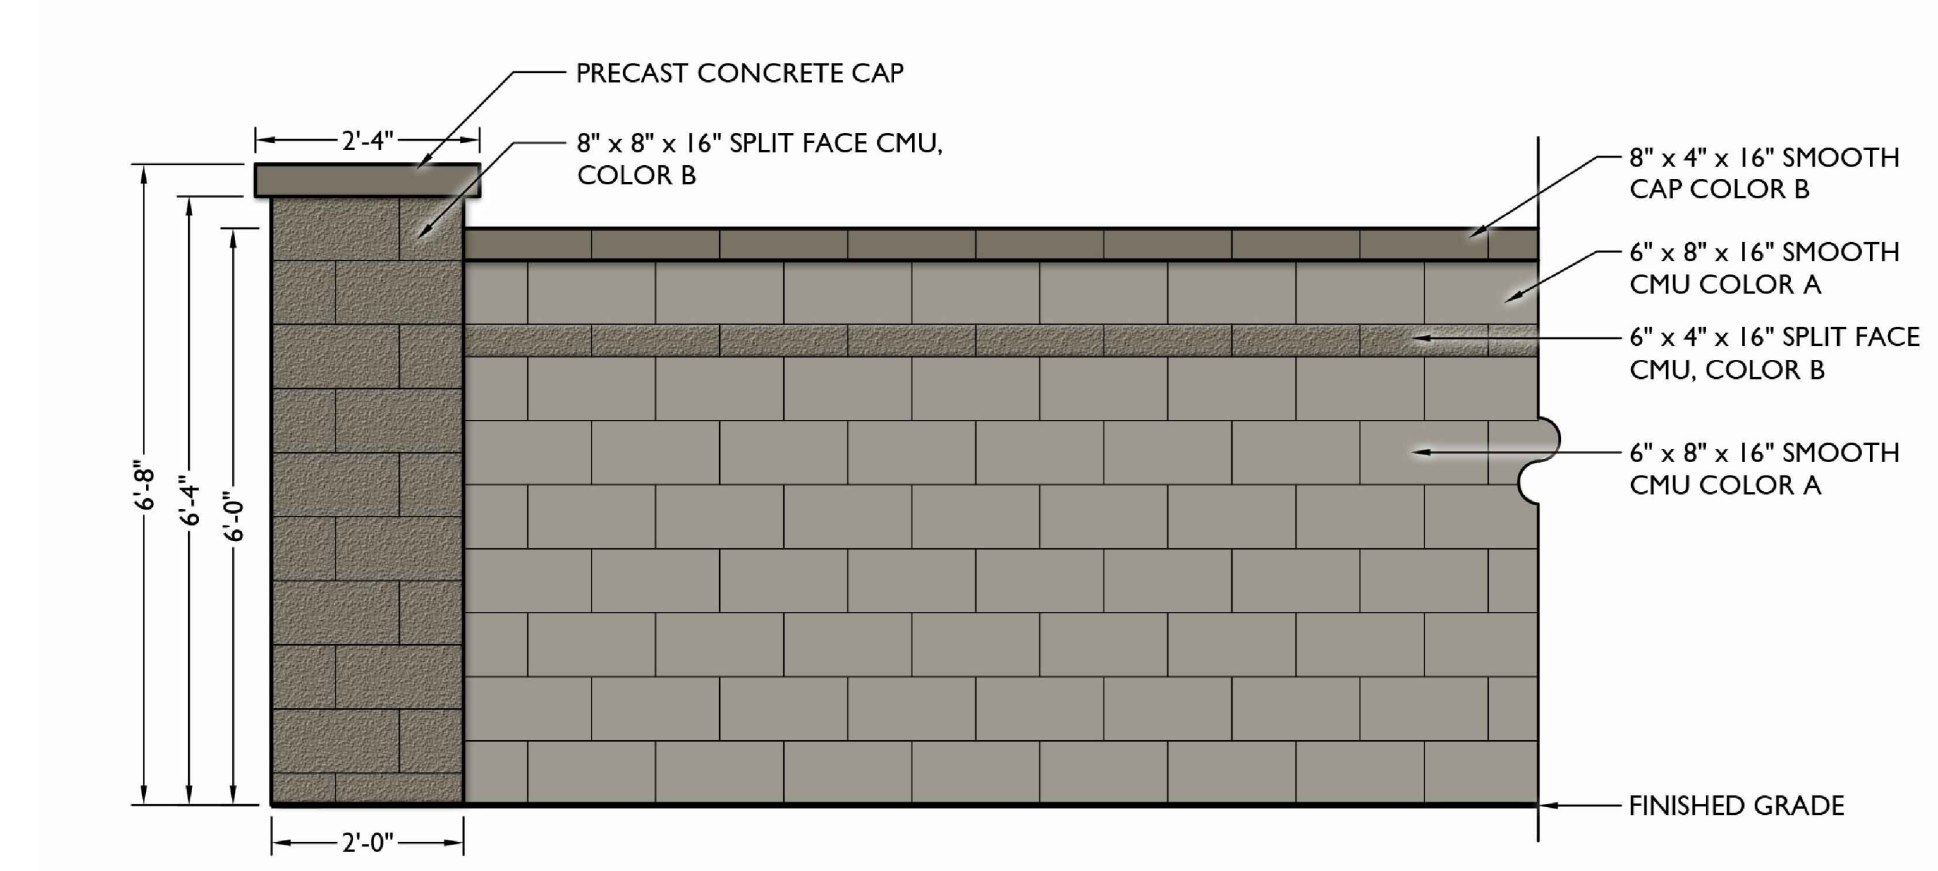 PRECAST CONCRETE CAP
2'-4"
8" x 8" x 16" SPLIT FACE CMU,
COLOR B
8" x 4" x 16" SMOOTH
CAP COLOR B
6" x 8" x 16" SMOOTH
CMU COLOR A
6" x 4" x 16" SPLIT FACE
CMU, COLOR B
6" x 8" x 16" SMOOTH
CMU COLOR A
6'-8"
6'-4"
6'-0"
FINISHED GRADE
2'-0"